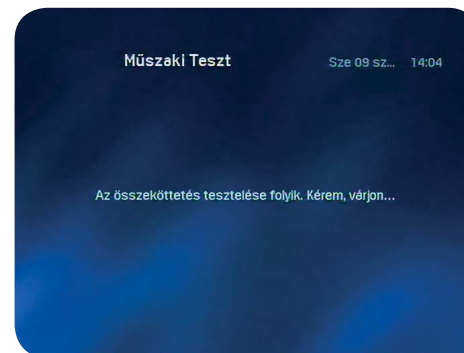 Műszaki Teszt Sze 09 sz... 14:04
Az összeköttetés tesztelése folyik. Kérem, várjon...